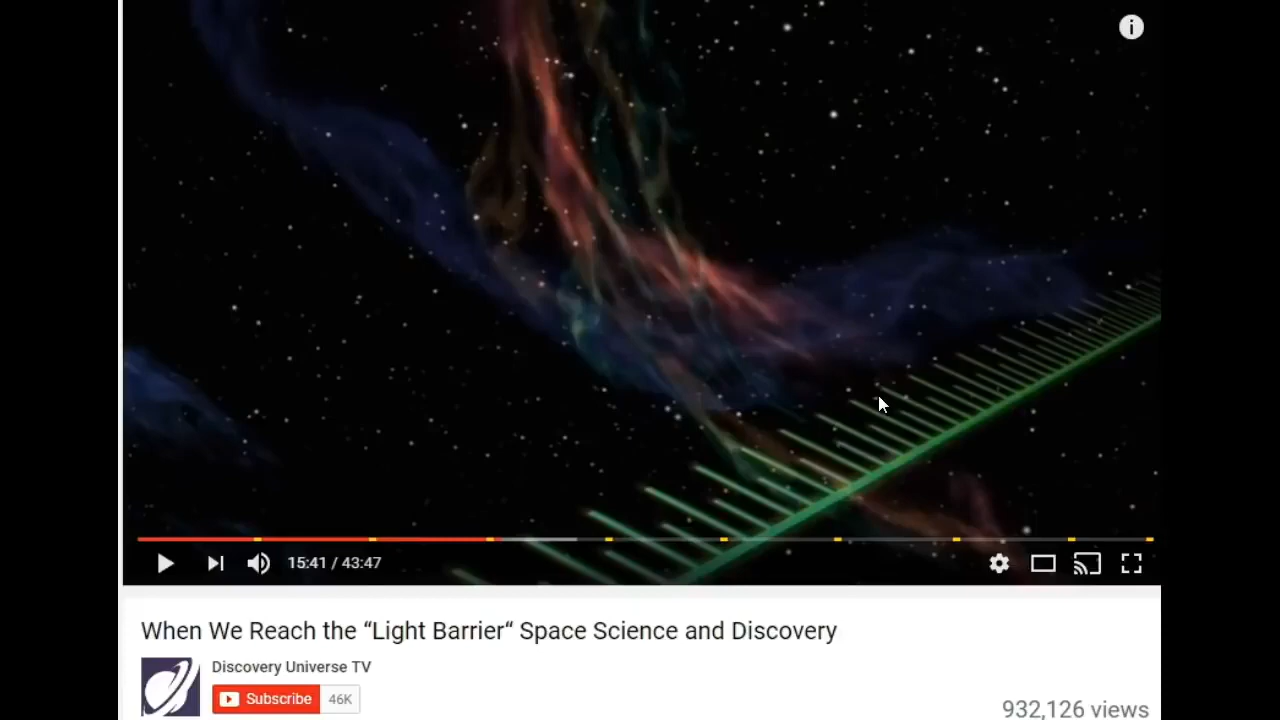 i
15:41 / 43:47
When We Reach the “Light Barrier“ Space Science and Discovery
Discovery Universe TV
Subscribe 46K
932,126 views